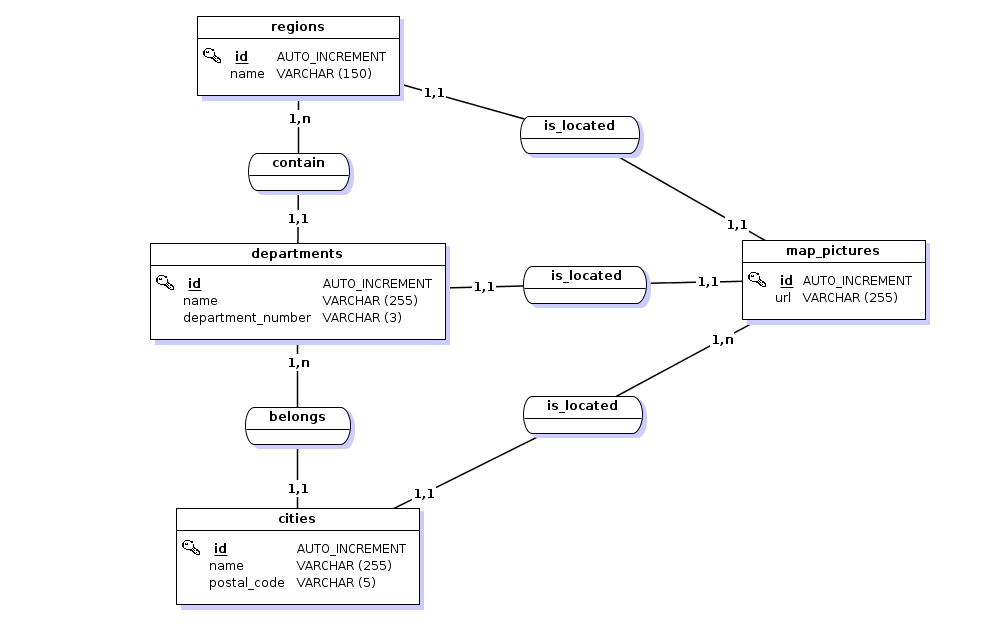 regions
id AUTO_INCREMENT
name VARCHAR (150)
1,1
1,n
is_located
contain
1,1
1,1
departments
id AUTO_INCREMENT
name VARCHAR (255)
department_number VARCHAR (3)
1,1
is_located
1,1
map_pictures
id AUTO_INCREMENT
url VARCHAR (255)
1,n
1,n
is_located
belongs
1,1
1,1
cities
id AUTO_INCREMENT
name VARCHAR (255)
postal_code VARCHAR (5)